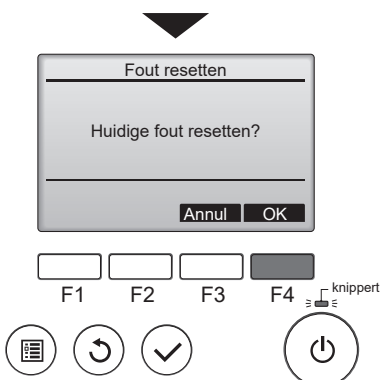 Fout resetten
Huidige fout resetten?
Annul OK
F1 F2 F3 F4
knippert